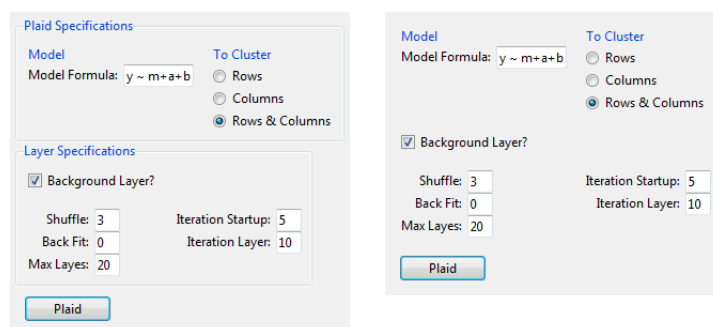 Plaid Specifications
Model
To Cluster
Model Formula: y ~ m+a+b
Rows
Columns
Rows & Columns
Layer Specifications
Background Layer?
Shuffle: 3
Iteration Startup: 5
Back Fit: 0
Iteration Layer: 10
Max Layes: 20
Plaid
Model
To Cluster
Model Formula: y ~ m+a+b
Rows
Columns
Rows & Columns
Background Layer?
Shuffle: 3
Iteration Startup: 5
Back Fit: 0
Iteration Layer: 10
Max Layes: 20
Plaid